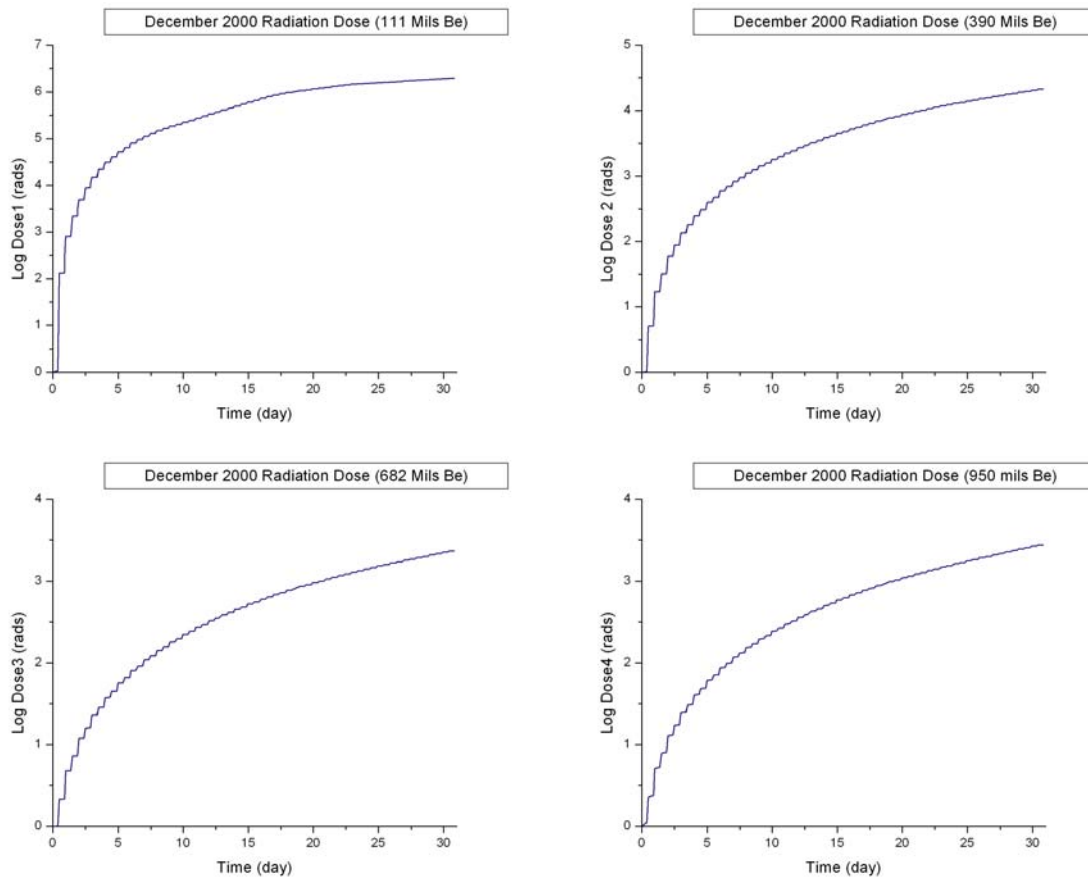 December 2000 Radiation Dose (111 Mils Be)
7
6
5
4
3
2
1
0
Log Dose1 (rads)
0 5 10 15 20 25 30
Time (day)
December 2000 Radiation Dose (390 Mils Be)
5
4
3
2
1
0
Log Dose 2 (rads)
0 5 10 15 20 25 30
Time (day)
December 2000 Radiation Dose (682 Mils Be)
4
3
2
1
0
Log Dose3 (rads)
0 5 10 15 20 25 30
Time (day)
December 2000 Radiation Dose (950 mils Be)
4
3
2
1
0
Log Dose4 (rads)
0 5 10 15 20 25 30
Time (day)